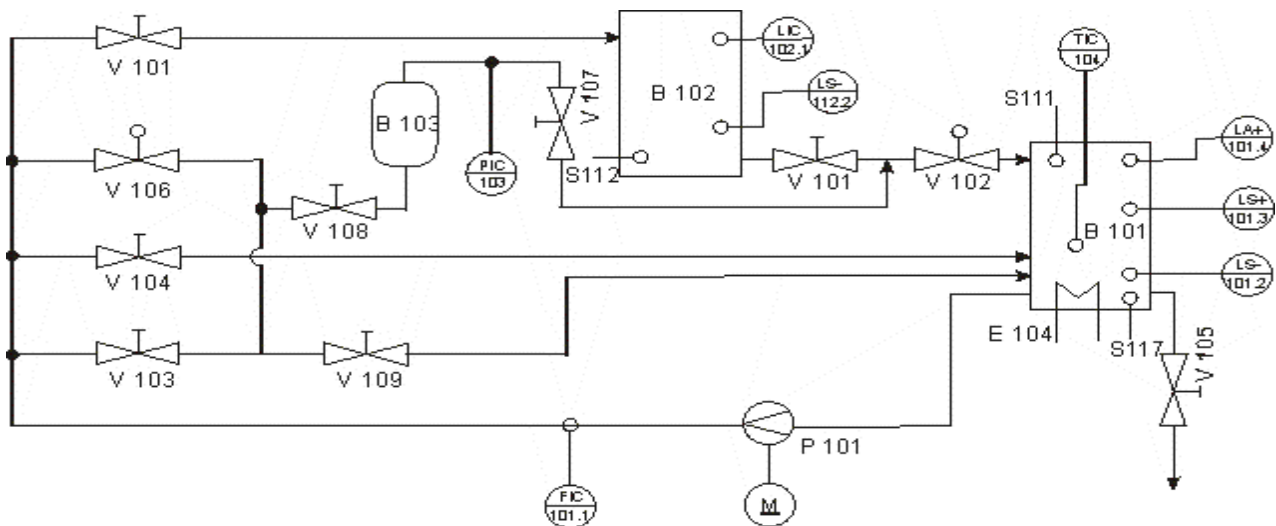 V 101
B 103
PIC
103
V 107
B 102
LIC
102.1
LS-
112.2
S112
V 101
V 102
TIC
104
S111
LA+
101.4
LS+
101.3
B 101
LS-
101.2
V 106
V 108
V 104
V 103
V 109
E 104
S117
V 105
P 101
FIC
101.1
M